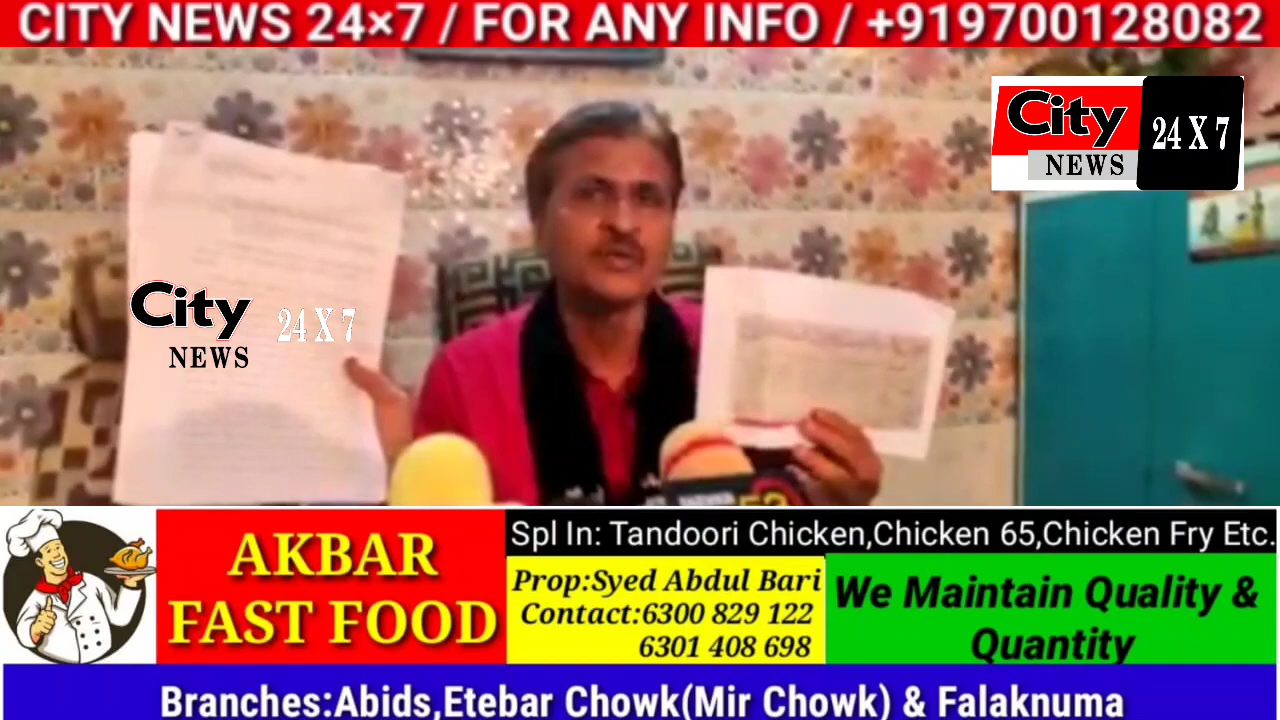 CITY NEWS 24×7 / FOR ANY INFO / +919700128082
City
NEWS
24 X 7
City
NEWS
24 X 7
AKBAR
FAST FOOD
Spl In: Tandoori Chicken,Chicken 65,Chicken Fry Etc.
Prop:Syed Abdul Bari
Contact:6300 829 122
6301 408 698
We Maintain Quality &
Quantity
Branches:Abids,Etebar Chowk(Mir Chowk) & Falaknuma